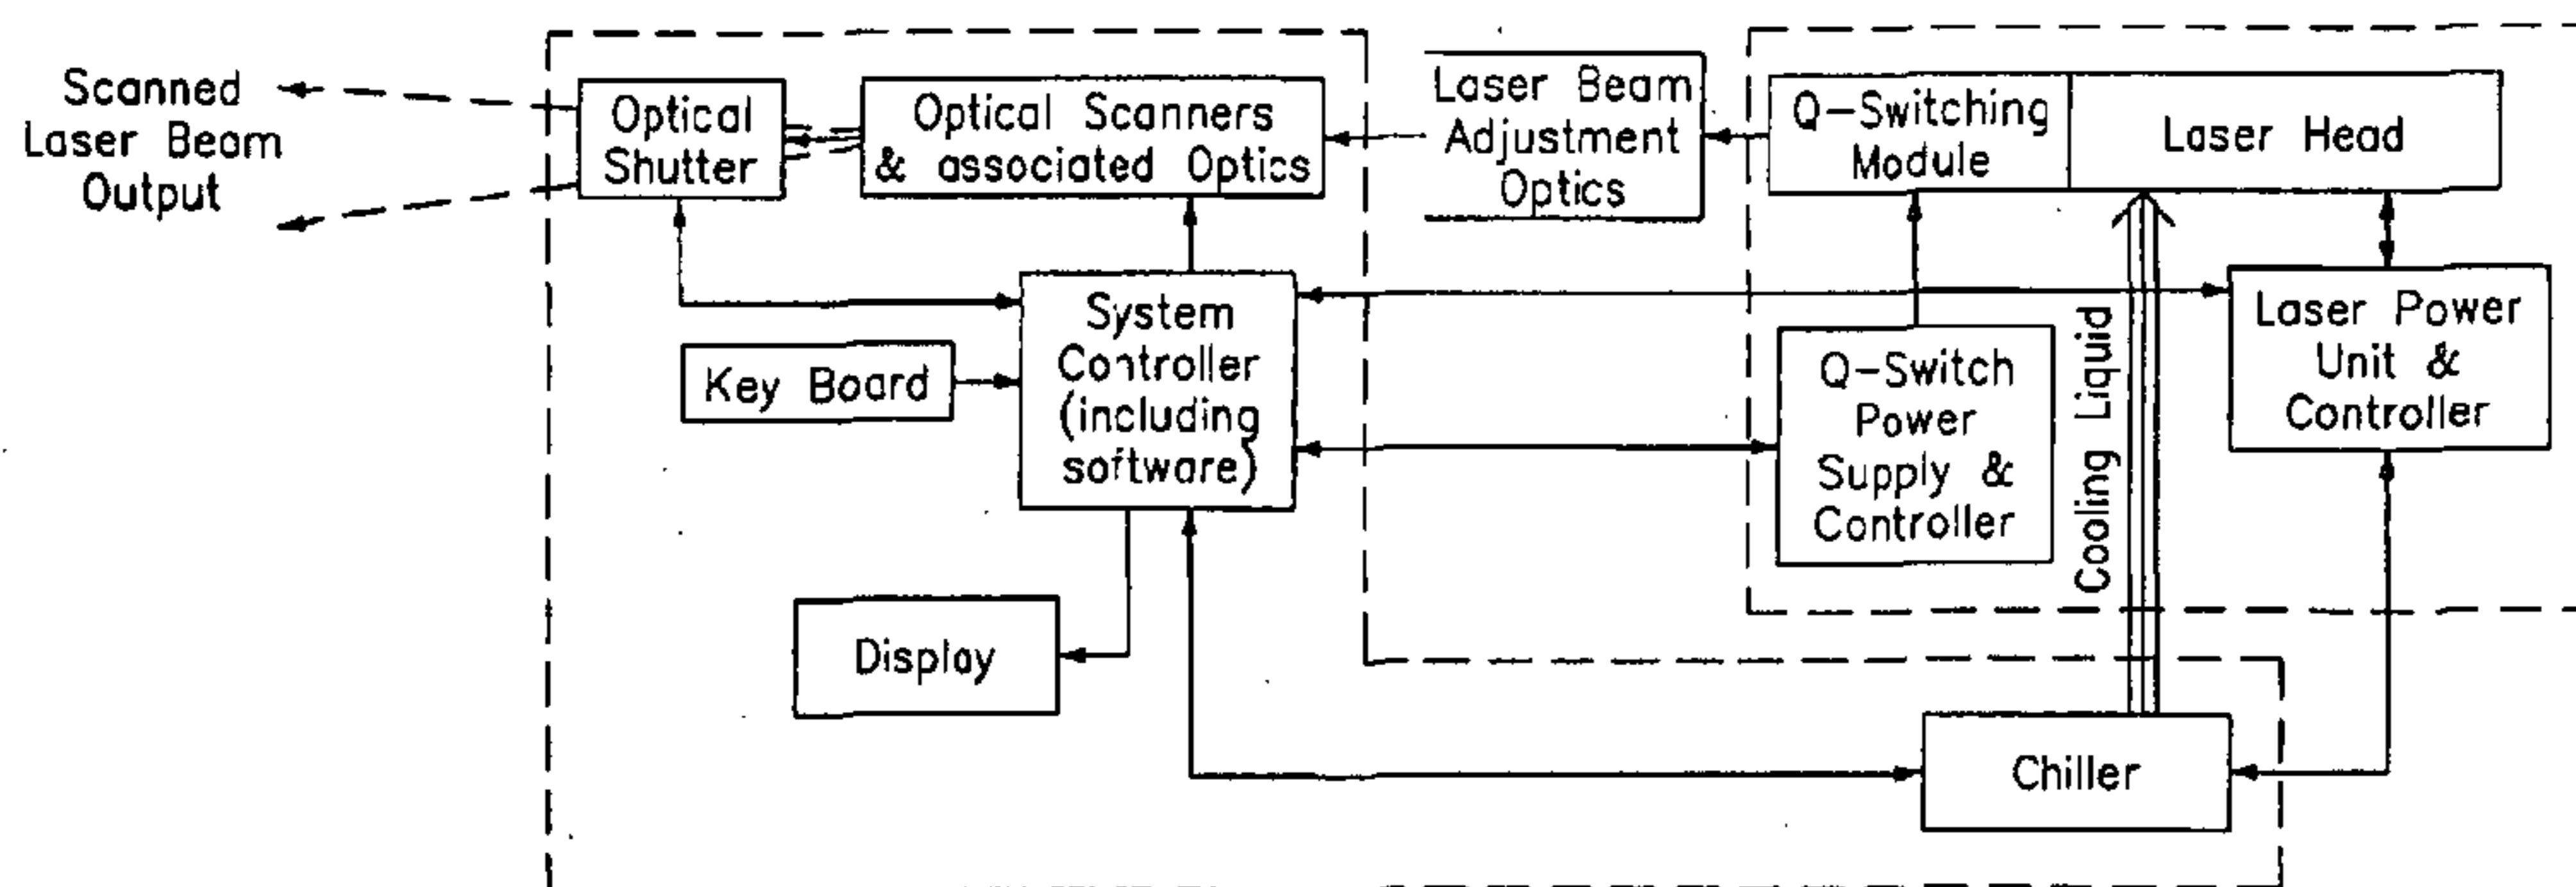 Scanned
Laser Beam
Output
Optical
Shutter
Optical Scanners
& associated Optics
Laser Beam
Adjustment
Optics
Q-Switching
Module
Laser Head
System
Controller
(including
software)
Key Board
Display
Q-Switch
Power
Supply &
Controller
Cooling Liquid
Laser Power
Unit &
Controller
Chiller